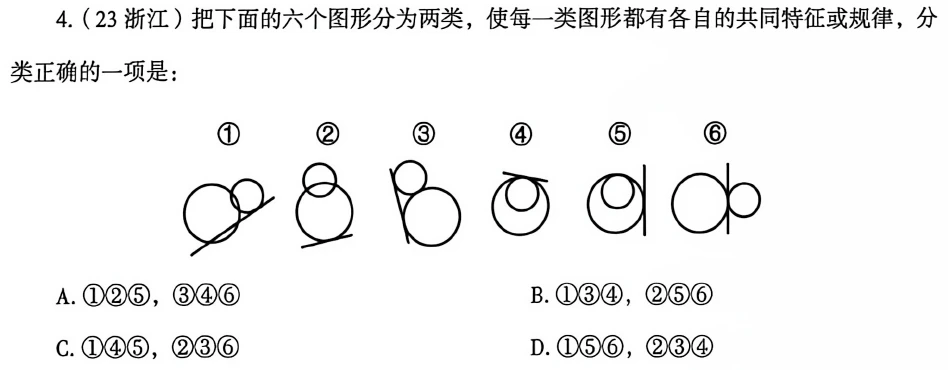 4.（23 浙江）把下面的六个图形分为两类，使每一类图形都有各自的共同特征或规律，分
类正确的一项是：
① ② ③ ④ ⑤ ⑥
A. ①②⑤，③④⑥ B. ①③④，②⑤⑥
C. ①④⑤，②③⑥ D. ①⑤⑥，②③④